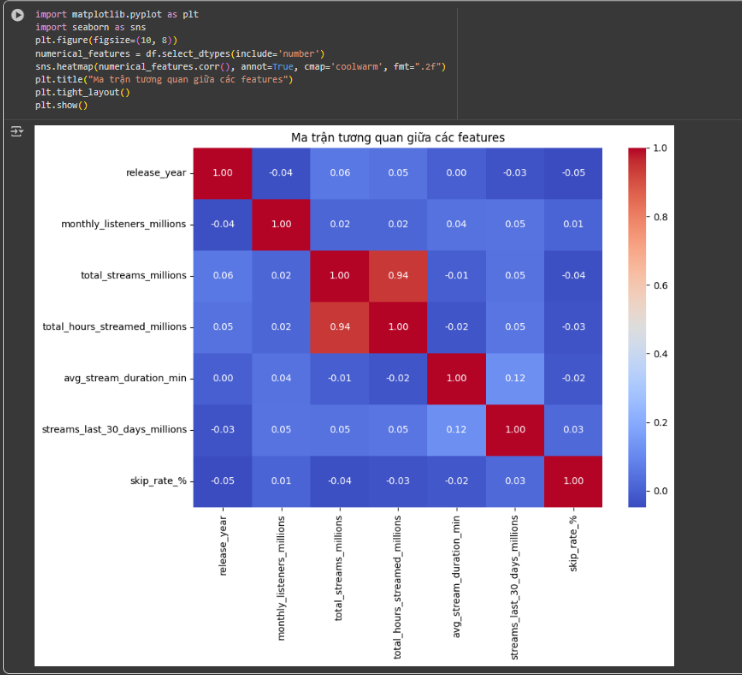 import matplotlib.pyplot as plt
import seaborn as sns
plt.figure(figsize=(10, 8))
numerical_features = df.select_dtypes(include='number')
sns.heatmap(numerical_features.corr(), annot=True, cmap='coolwarm', fmt=".2f")
plt.title("Ma trận tương quan giữa các features")
plt.tight_layout()
plt.show()
Ma trận tương quan giữa các features
release_year 1.00 -0.04 0.06 0.05 0.00 -0.03 -0.05
monthly_listeners_millions -0.04 1.00 0.02 0.02 0.04 0.05 0.01
total_streams_millions 0.06 0.02 1.00 0.94 -0.01 0.05 -0.04
total_hours_streamed_millions 0.05 0.02 0.94 1.00 -0.02 0.05 -0.03
avg_stream_duration_min 0.00 0.04 -0.01 -0.02 1.00 0.12 -0.02
streams_last_30_days_millions -0.03 0.05 0.05 0.05 0.12 1.00 0.03
skip_rate_% -0.05 0.01 -0.04 -0.03 -0.02 0.03 1.00
release_year
monthly_listeners_millions
total_streams_millions
total_hours_streamed_millions
avg_stream_duration_min
streams_last_30_days_millions
skip_rate_%
1.0
0.8
0.6
0.4
0.2
0.0